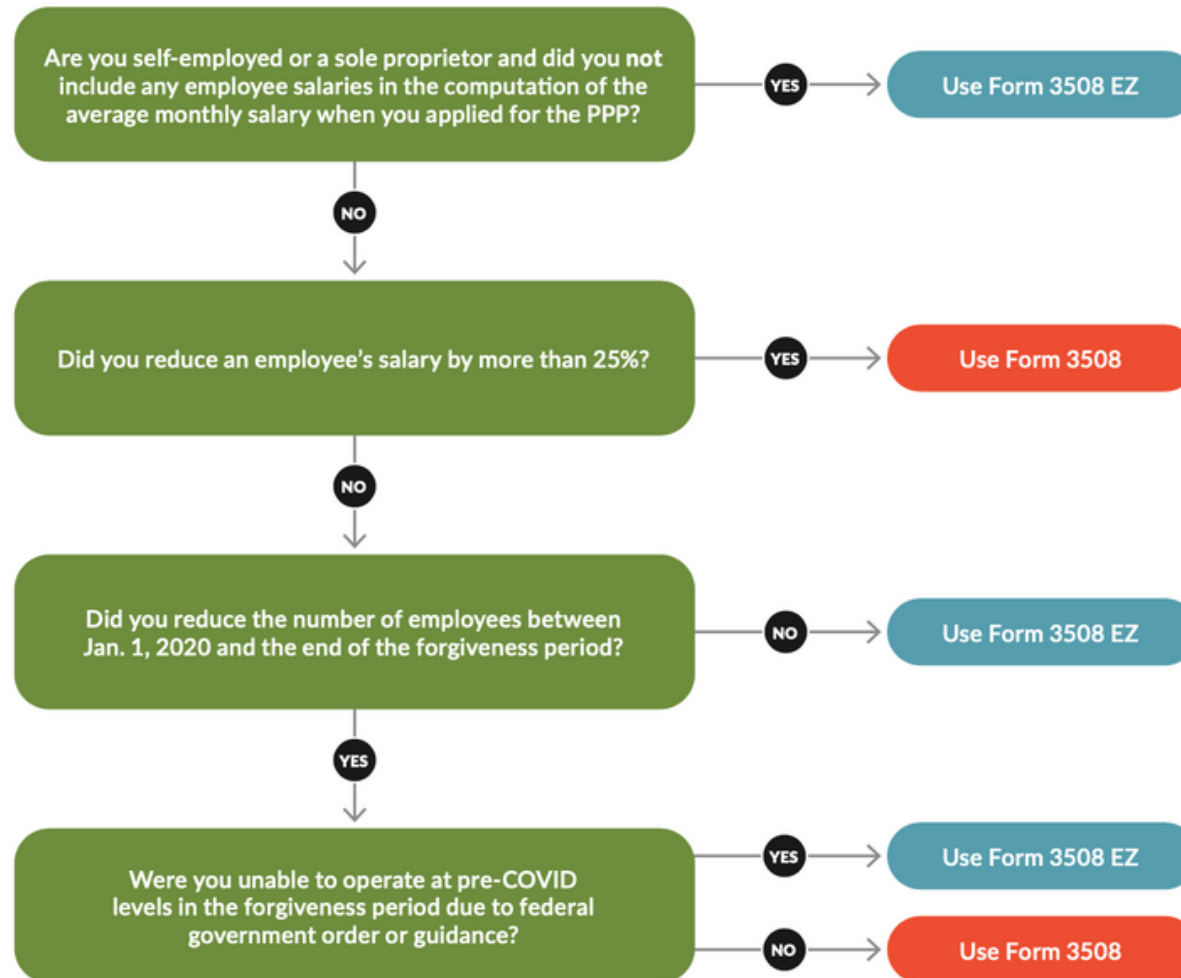 Are you self-employed or a sole proprietor and did you not
include any employee salaries in the computation of the
average monthly salary when you applied for the PPP?
YES
Use Form 3508 EZ
NO
Did you reduce an employee's salary by more than 25%?
YES
Use Form 3508
NO
Did you reduce the number of employees between
Jan. 1, 2020 and the end of the forgiveness period?
NO
Use Form 3508 EZ
YES
Were you unable to operate at pre-COVID
levels in the forgiveness period due to federal
government order or guidance?
YES
Use Form 3508 EZ
NO
Use Form 3508